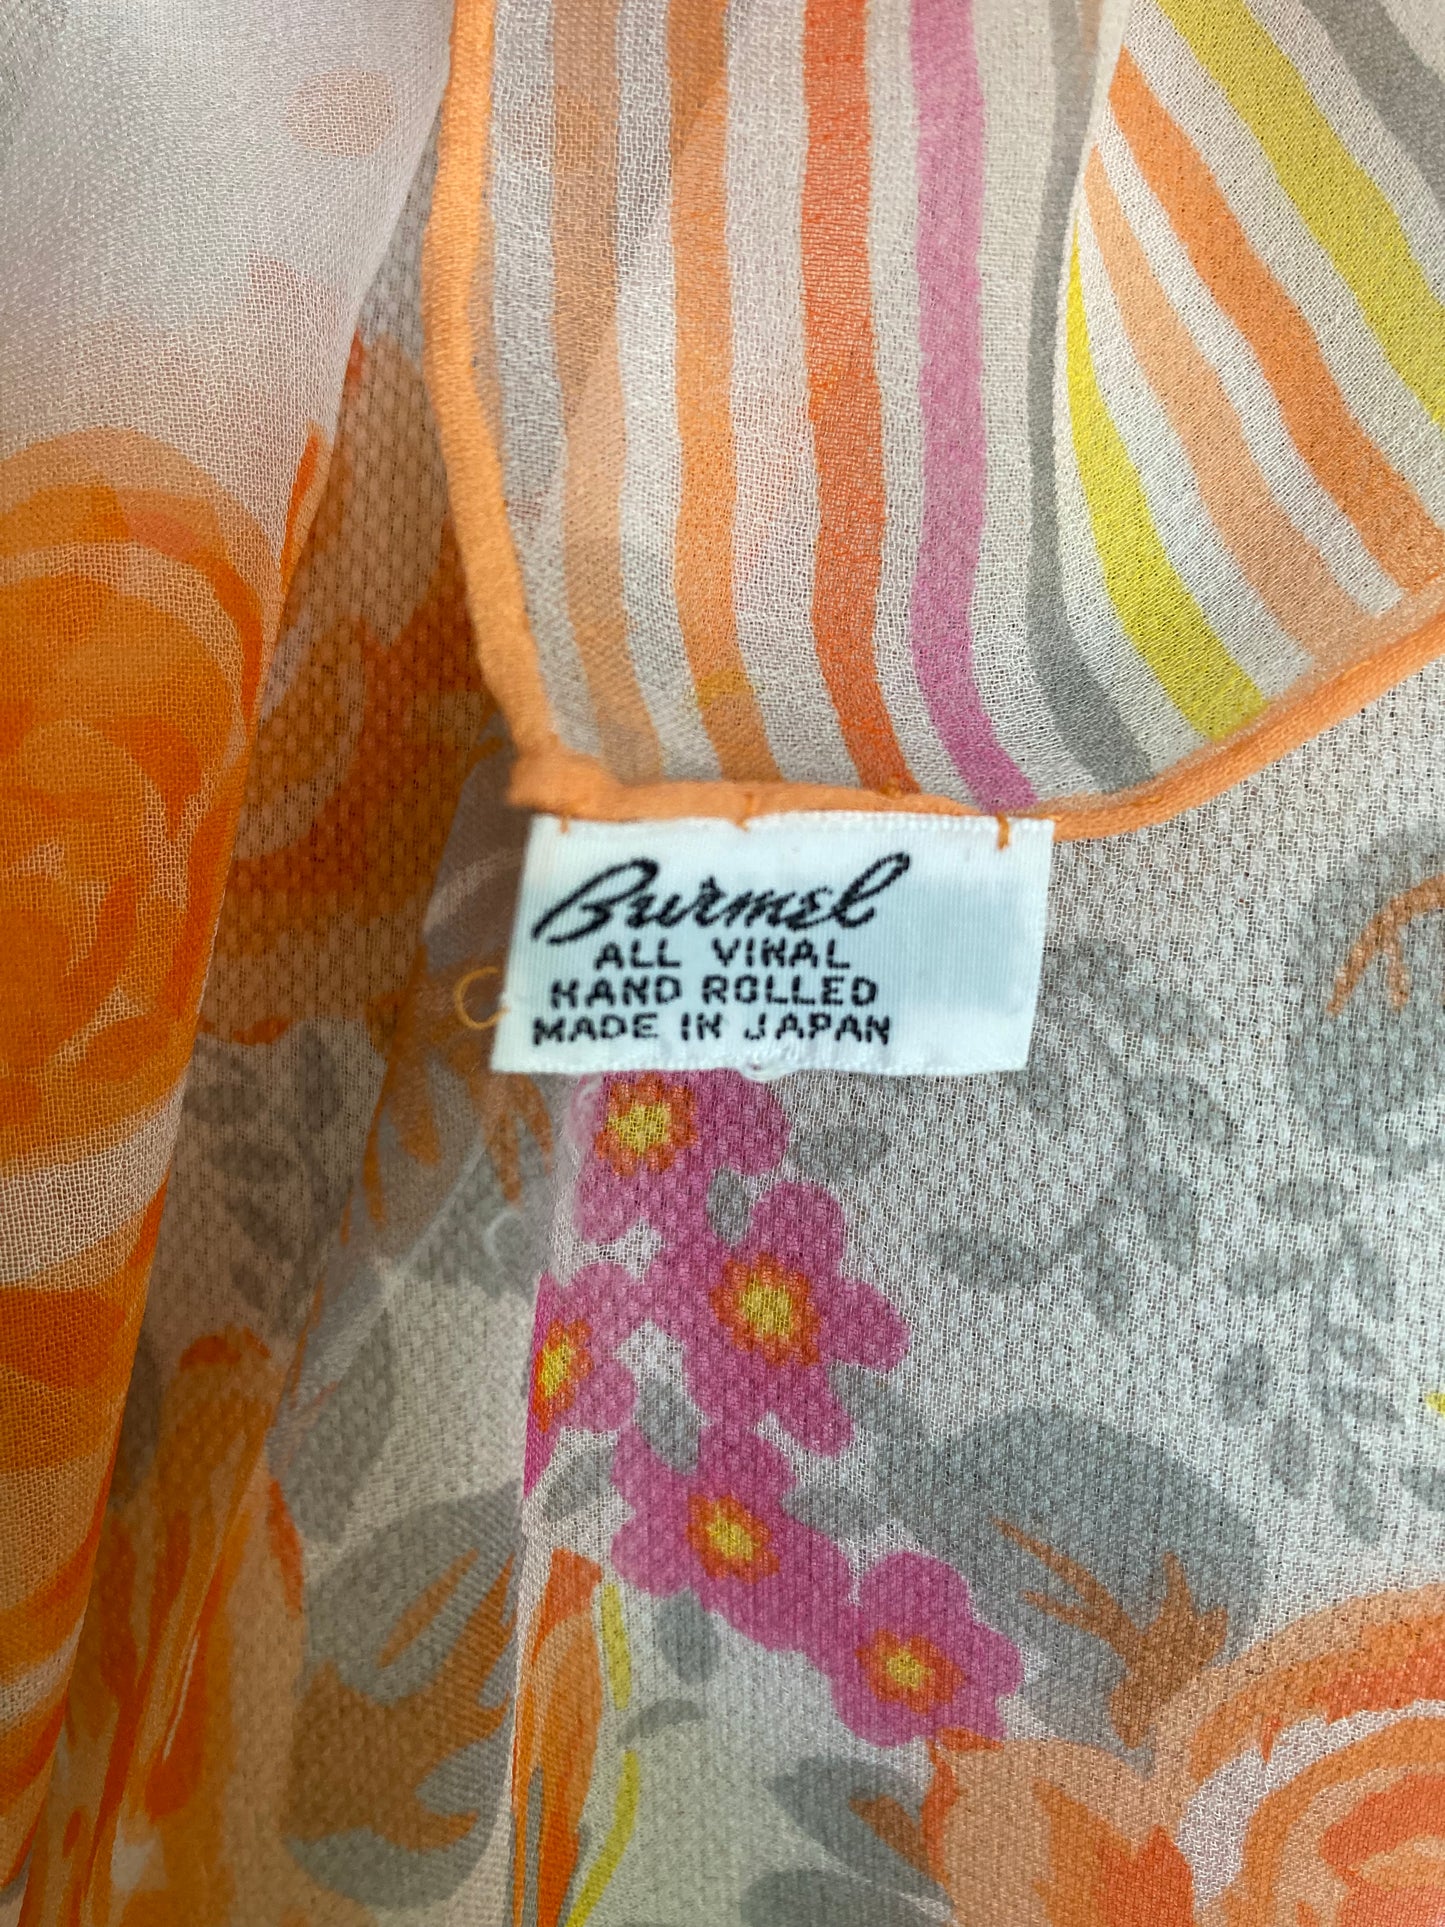 Burmel
ALL VINAL
HAND ROLLED
MADE IN JAPAN